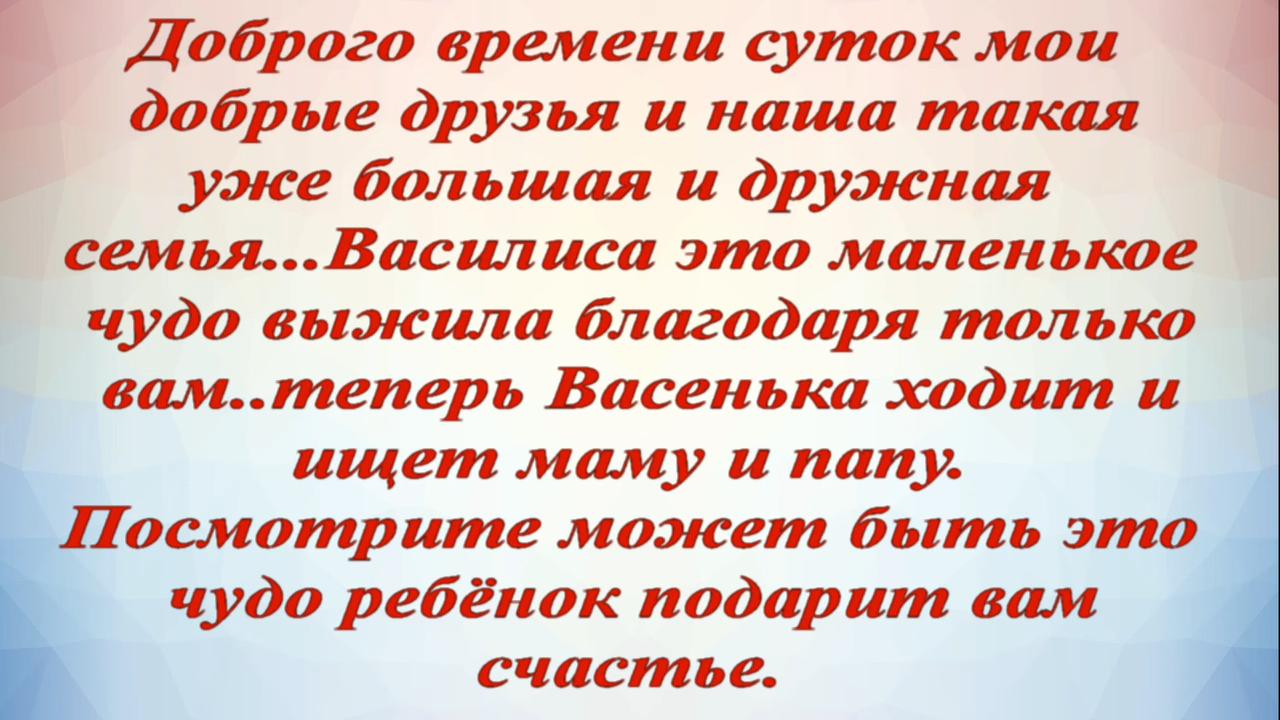 Доброго времени суток мои
добрые друзья и наша такая
уже большая и дружная
семья...Василиса это маленькое
чудо выжила благодаря только
вам..теперь Васенька ходит и
ищет маму и папу.
Посмотрите может быть это
чудо ребёнок подарит вам
счастье.